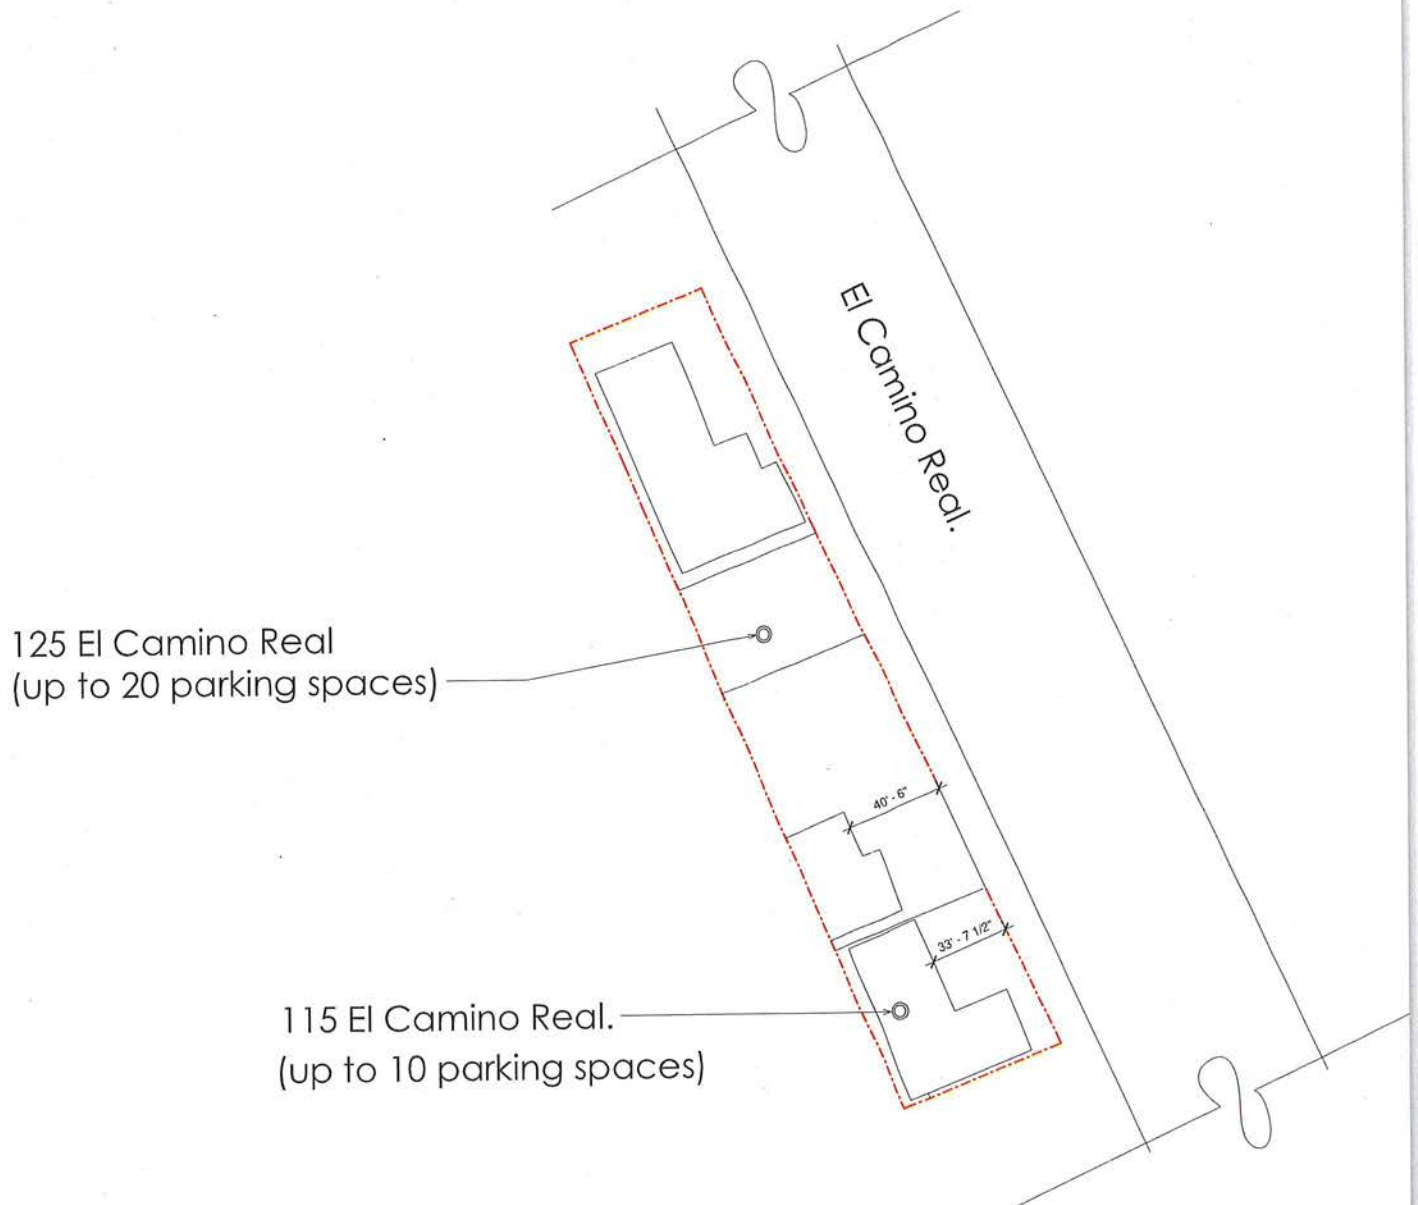 El Camino Real.
125 El Camino Real
(up to 20 parking spaces)
40' - 6"
33' - 7 1/2"
115 El Camino Real.
(up to 10 parking spaces)